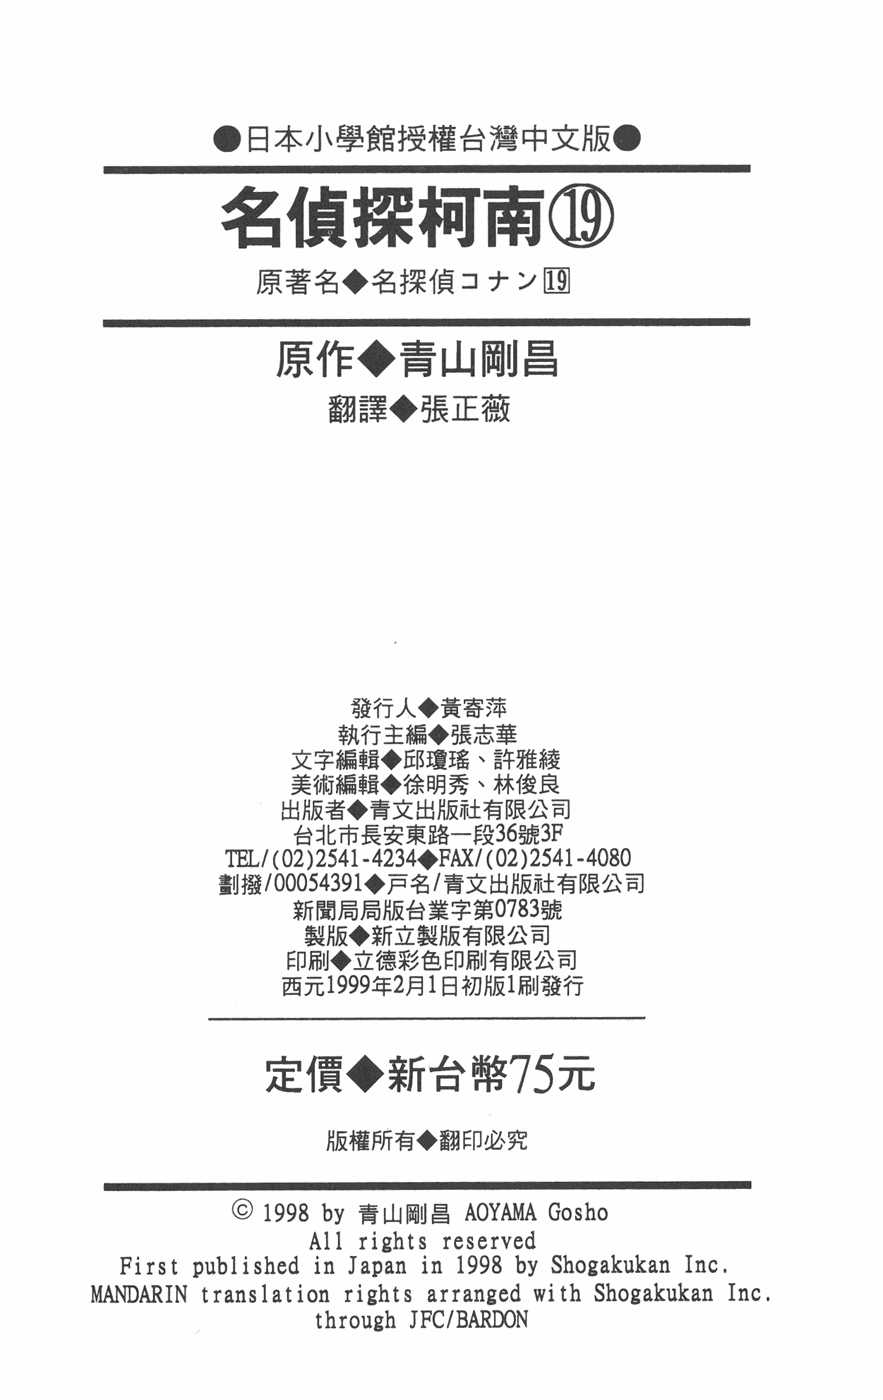 ●日本小學館授權台灣中文版●
名偵探柯南⑲
原著名◆名探偵コナン19
原作◆青山剛昌
翻譯◆張正薇
發行人◆黃寄萍
執行主編◆張志華
文字編輯◆邱瓊瑤、許雅綾
美術編輯◆徐明秀、林俊良
出版者◆青文出版社有限公司
台北市長安東路一段36號3F
TEL/(02)2541-4234◆FAX/(02)2541-4080
劃撥/00054391◆戶名/青文出版社有限公司
新聞局局版台業字第0783號
製版◆新立製版有限公司
印刷◆立德彩色印刷有限公司
西元1999年2月1日初版1刷發行
定價◆新台幣75元
版權所有◆翻印必究
© 1998 by 青山剛昌 AOYAMA Gosho
All rights reserved
First published in Japan in 1998 by Shogakukan Inc.
MANDARIN translation rights arranged with Shogakukan Inc.
through JFC/BARDON